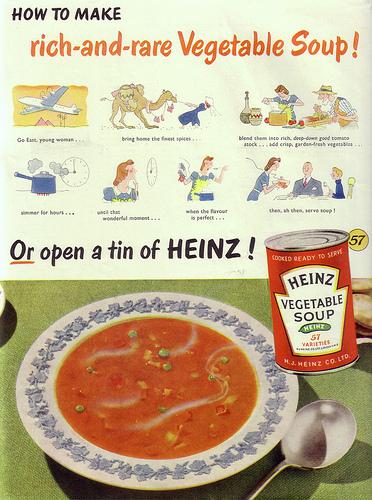 HOW TO MAKE
rich-and-rare Vegetable Soup!
Go East, young woman . . .
bring home the finest spices . . .
blend them into rich, deep-down good tomato
stock . . . add crisp, garden-fresh vegetables . . .
simmer for hours . . .
until that
wonderful moment . . .
when the flavour
is perfect . . .
then, ah then, serve soup!
Or open a tin of HEINZ!
57
COOKED READY TO SERVE
HEINZ
VEGETABLE
SOUP
HEINZ
57
VARIETIES
H.J. HEINZ CO. LTD.